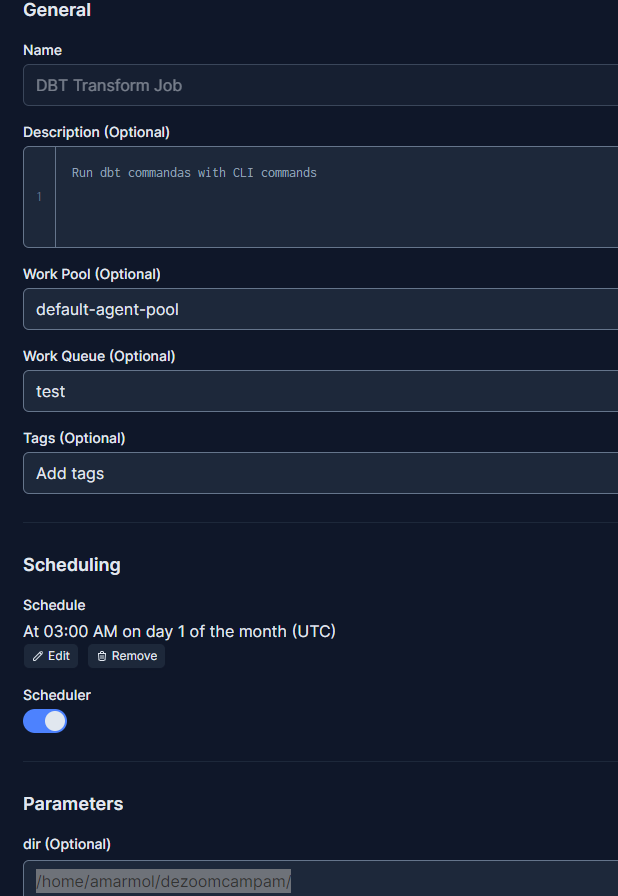 General
Name
DBT Transform Job
Description (Optional)
Run dbt commandas with CLI commands
1
Work Pool (Optional)
default-agent-pool
Work Queue (Optional)
test
Tags (Optional)
Add tags
Scheduling
Schedule
At 03:00 AM on day 1 of the month (UTC)
Edit Remove
Scheduler
Parameters
dir (Optional)
/home/amarmol/dezoomcampam/